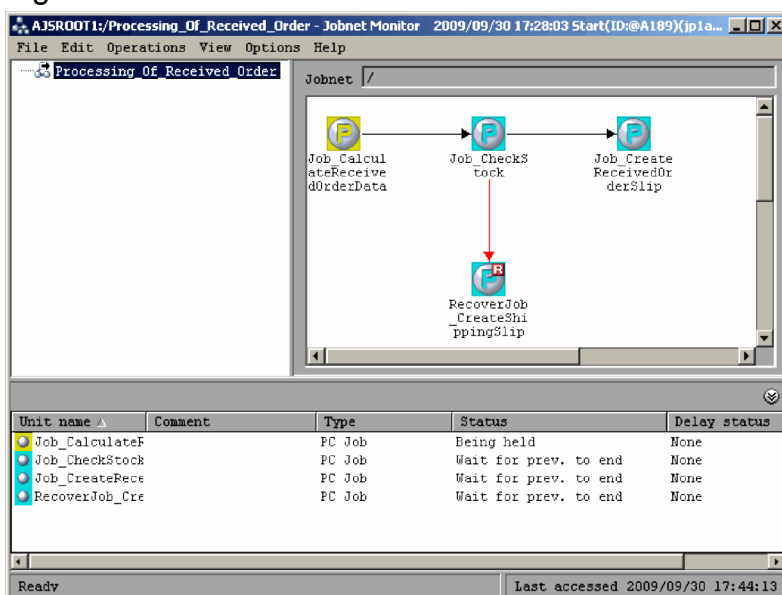 AJSROOT1:/Processing_Of_Received_Order - Jobnet Monitor 2009/09/30 17:28:03 Start(ID:@A189)(jp1a...
File Edit Operations View Options Help
Processing_Of_Received_Order
Jobnet /
Job_Calcul
ateReceive
dOrderData
Job_CheckS
tock
Job_Create
ReceivedOr
derSlip
RecoverJob
_CreateShi
ppingSlip
Unit name Comment Type Status Delay status
Job_CalculateR PC Job Being held None
Job_CheckStock PC Job Wait for prev. to end None
Job_CreateRece PC Job Wait for prev. to end None
RecoverJob_Cre PC Job Wait for prev. to end None
Ready Last accessed 2009/09/30 17:44:13